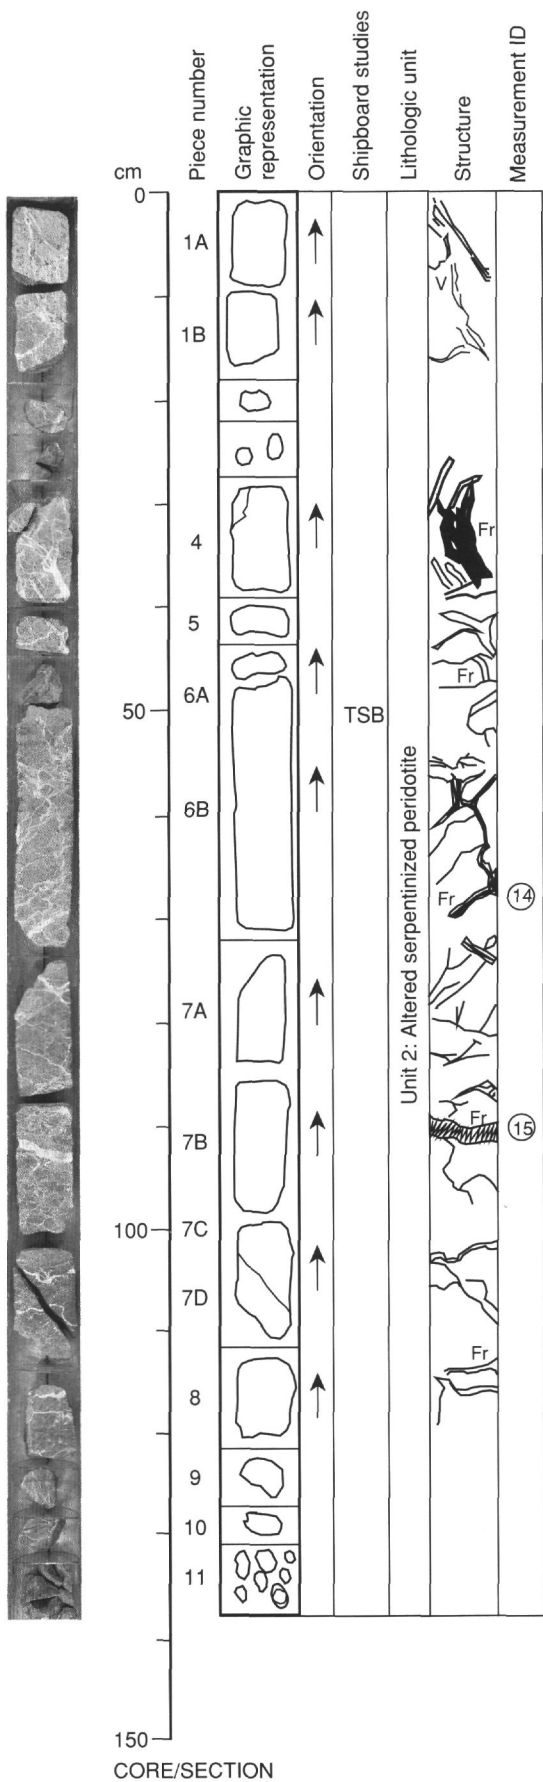 cm
Piece number
Graphic
representation
Orientation
Shipboard studies
Lithologic unit
Structure
Measurement ID
0
1A
V
1B
4
Fr
5
Fr
6A
50
TSB
6B
Fr
14
Unit 2: Altered serpentinized peridotite
7A
Fr
15
7B
100
7C
7D
Fr
8
9
10
11
150
CORE/SECTION